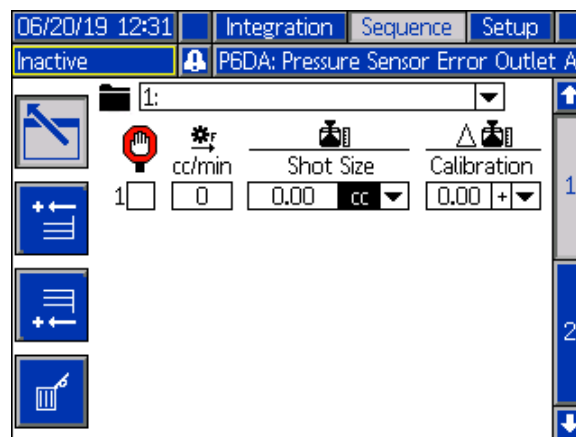 06/20/19 12:31 Integration Sequence Setup
Inactive P6DA: Pressure Sensor Error Outlet A
1:
F
cc/min Shot Size Calibration
1 0 0.00 cc 0.00 +
1
2